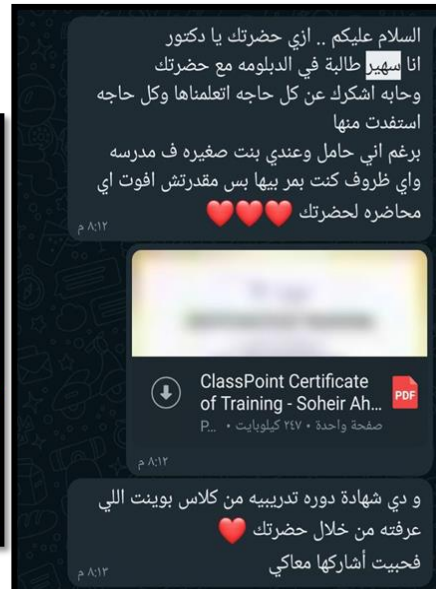 السلام عليكم .. ازي حضرتك يا دكتور
انا سهير طالبة في الدبلومه مع حضرتك
وحابه اشكرك عن كل حاجه اتعلمناها وكل حاجه
استفدت منها
برغم اني حامل وعندي بنت صغيره ف مدرسه
واي ظروف كنت بمر بيها بس مقدرتش افوت اي
محاضره لحضرتك ❤️❤️❤️
٨:١٢ م
ClassPoint Certificate
of Training - Soheir Ah...
PDF
صفحة واحدة • ٢٤٧ كيلوبايت • P...
٨:١٢ م
و دي شهادة دوره تدريبيه من كلاس بوينت اللي
عرفته من خلال حضرتك ❤️
فحبيت أشاركها معاكي
٨:١٣ م